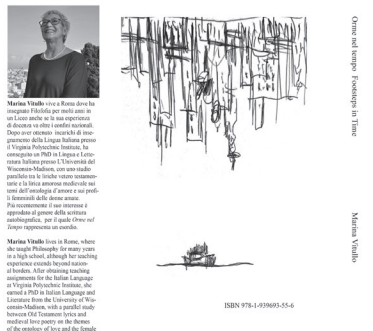 Marina Vitullo vive a Roma dove ha
insegnato Filofofia per molti anni in
un Liceo anche se la sua esperienza
di docenza va oltre i confini nazionali.
Dopo aver ottenuto incarichi di inse-
gnamento della Lingua Italiana presso
il Virginia Polytechnic Institute, ha
conseguito un PhD in Lingua e Lette-
ratura Italiana presso L'Università del
Wisconsin-Madison, con uno studio
parallelo tra le liriche vetero testamen-
tarie e la lirica amorosa medievale sui
temi dell'ontologia d'amore e sui profi-
li femminili delle donne amate.
Più recentemente il suo interesse è
approdato al genere della scrittura
autobiografica, per il quale Orme nel
Tempo rappresenta un esordio.
Marina Vitullo lives in Rome, where
she taught Philosophy for many years
in a high school, although her teaching
experience extends beyond nation-
al borders. After obtaining teaching
assignments for the Italian Language
at Virginia Polytechnic Institute, she
earned a PhD in Italian Language and
Literature from the University of Wis-
consin-Madison, with a parallel study
between Old Testament lyrics and
medieval love poetry on the themes
of the ontology of love and the female
ISBN 978-1-939693-55-6
Orme nel tempo Footsteps in Time
Marina Vitullo